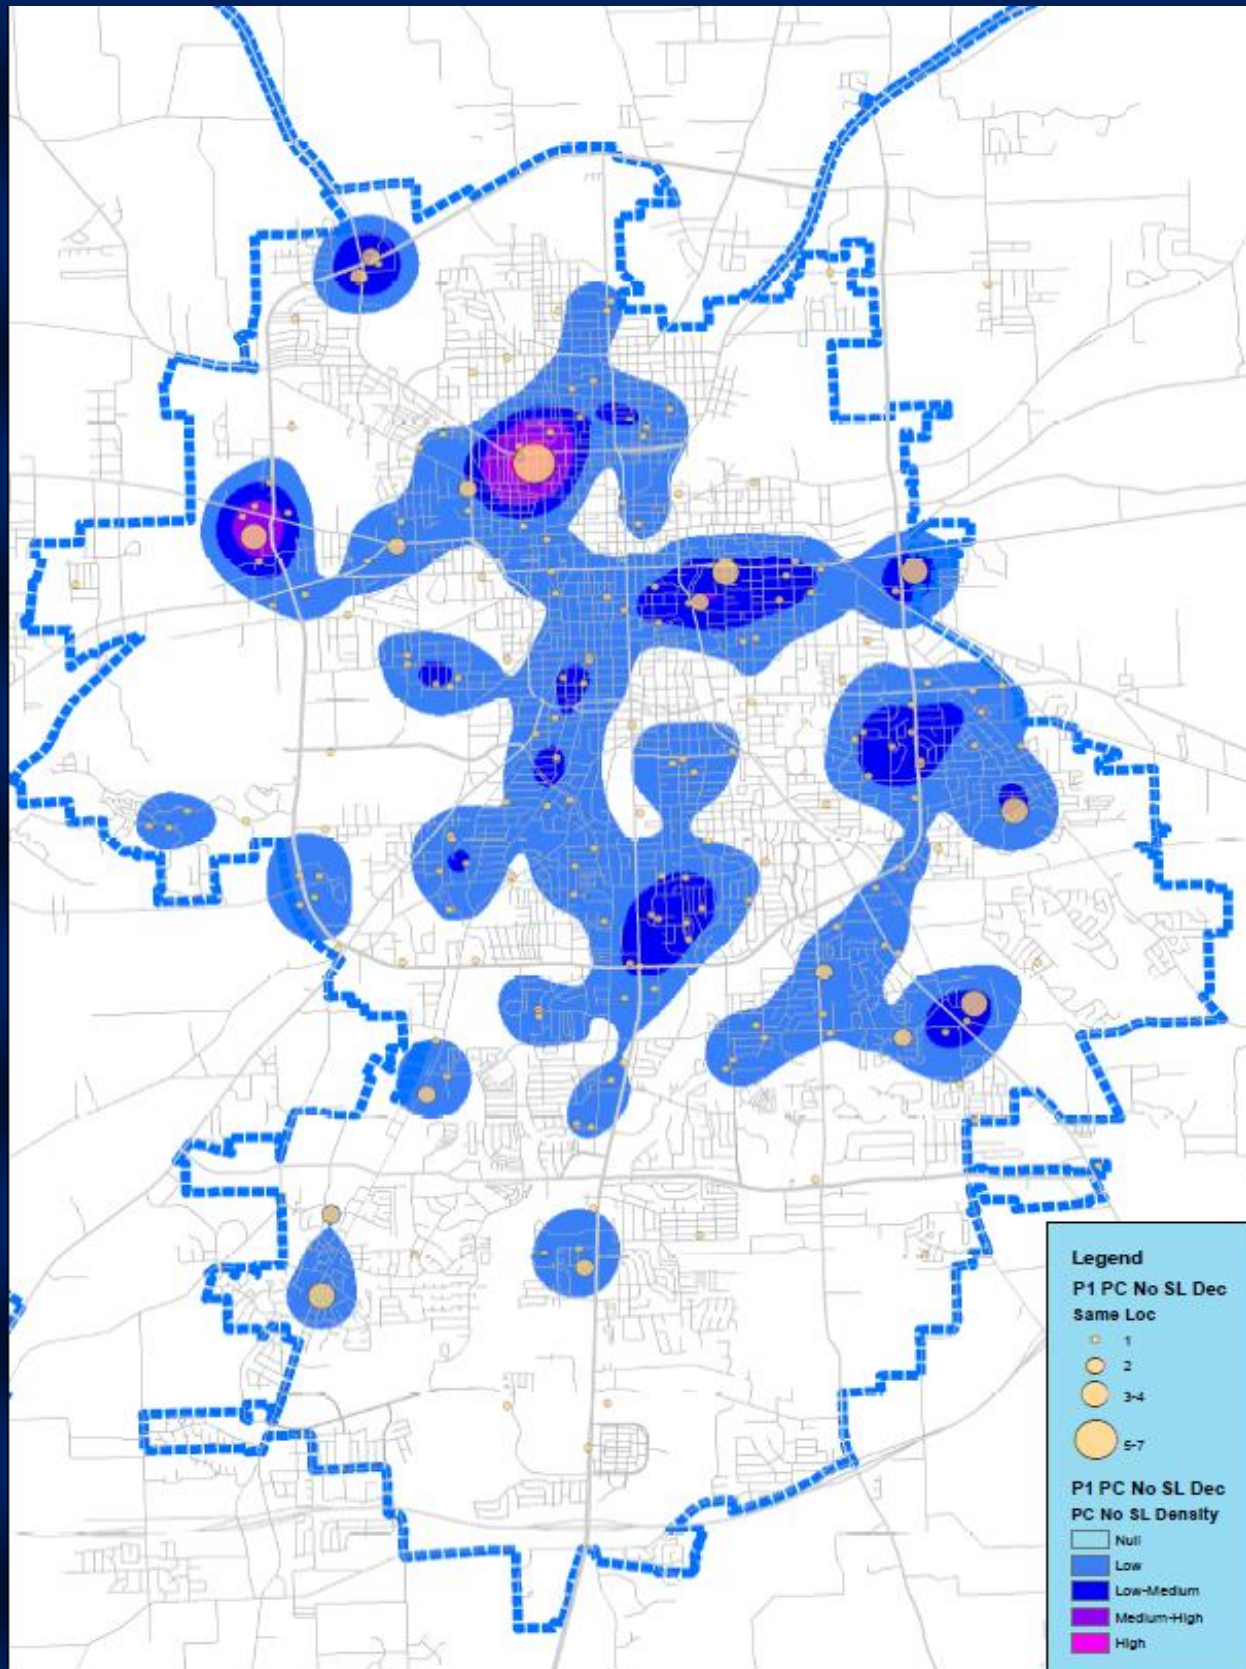 Legend
P1 PC No SL Dec
Same Loc
1
2
3-4
5-7
P1 PC No SL Dec
PC No SL Density
Null
Low
Low-Medium
Medium-High
High